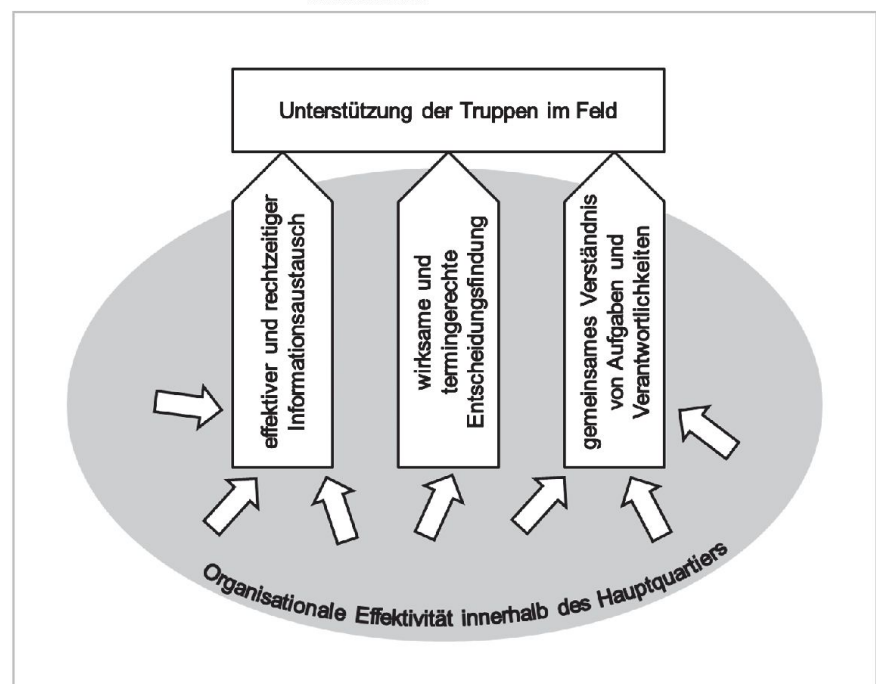 Unterstützung der Truppen im Feld
effektiver und rechtzeitiger
Informationsaustausch
wirksame und
termingerechte
Entscheidungsfindung
gemeinsames Verständnis
von Aufgaben und
Verantwortlichkeiten
Organisationale Effektivität innerhalb des Hauptquartiers